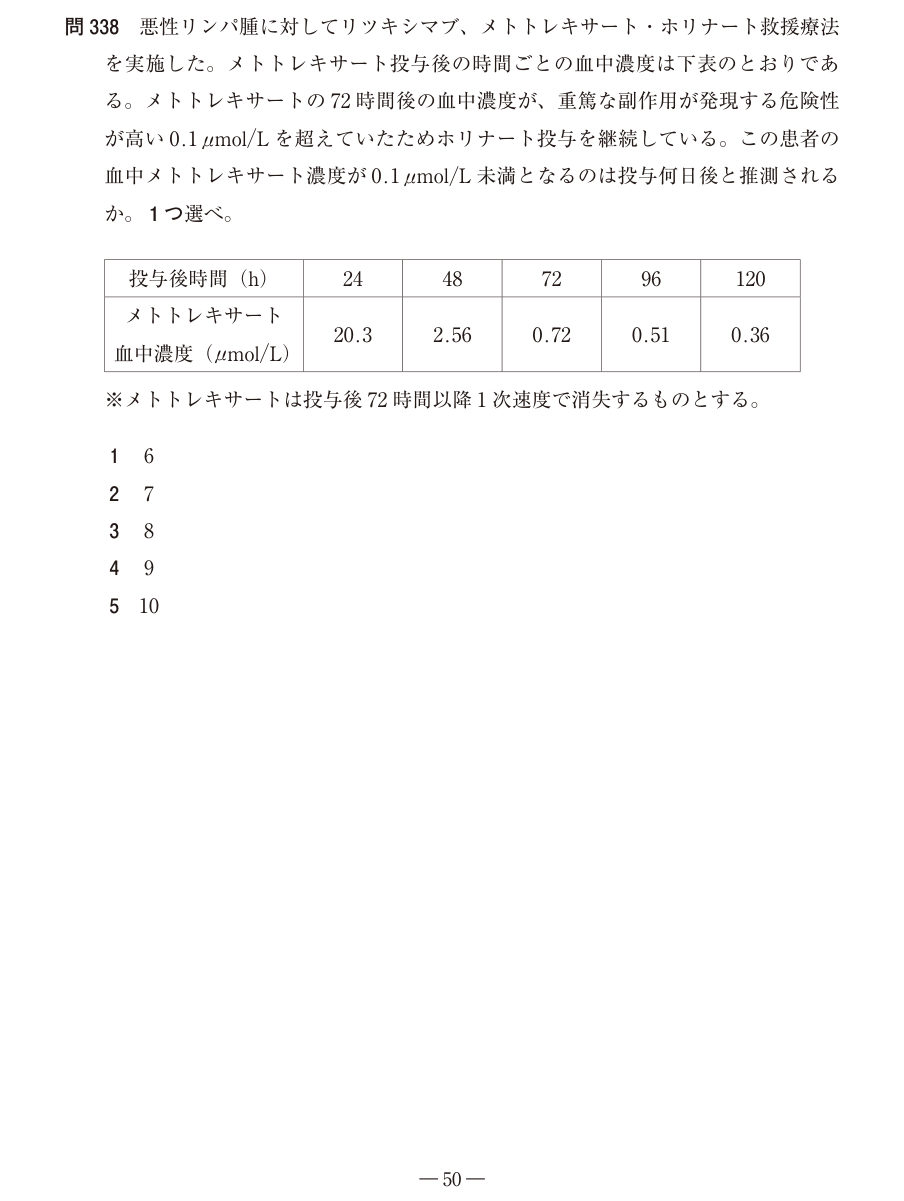 問 338 悪性リンパ腫に対してリツキシマブ、メトトレキサート・ホリナート救援療法
を実施した。メトトレキサート投与後の時間ごとの血中濃度は下表のとおりであ
る。メトトレキサートの 72 時間後の血中濃度が、重篤な副作用が発現する危険性
が高い 0.1 μmol/L を超えていたためホリナート投与を継続している。この患者の
血中メトトレキサート濃度が 0.1 μmol/L 未満となるのは投与何日後と推測される
か。1つ選べ。
投与後時間（h） 24 48 72 96 120
メトトレキサート
血中濃度（μmol/L） 20.3 2.56 0.72 0.51 0.36
※メトトレキサートは投与後 72 時間以降 1 次速度で消失するものとする。
1 6
2 7
3 8
4 9
5 10
― 50 ―